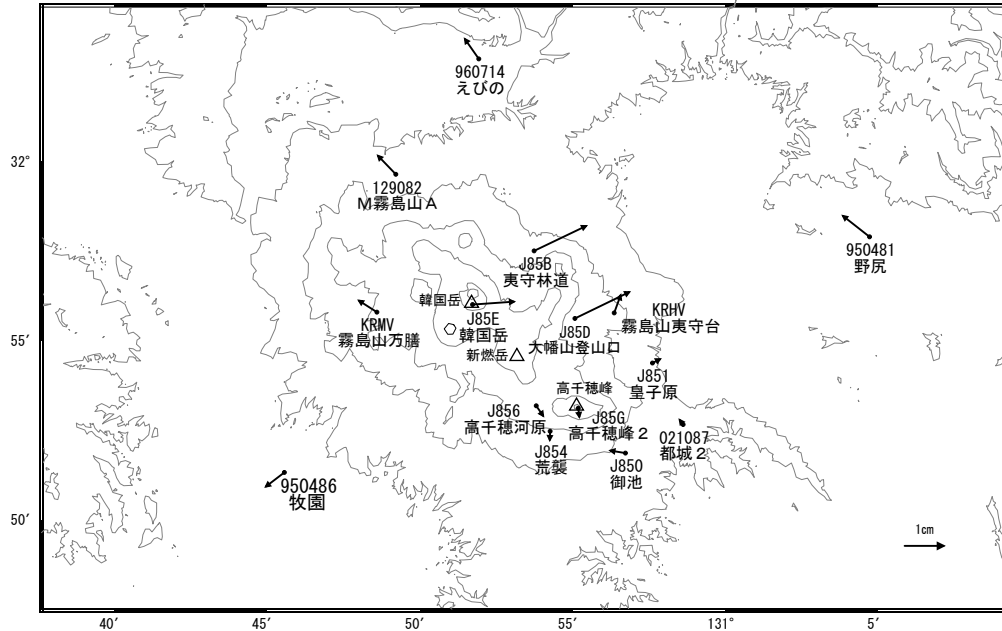 960714
えびの
32°
129082
M霧島山A
J85B
夷守林道
950481
野尻
韓国岳
J85E
韓国岳
KRMV
霧島山万膳
J85D
大幡山登山口
KRHV
霧島山夷守台
新燃岳
55′
J851
皇子原
高千穂峰
J856
高千穂河原
J85G
高千穂峰2
J854
荒襲
J850
御池
021087
都城2
950486
牧園
50′
1cm
40′
45′
50′
55′
131°
5′